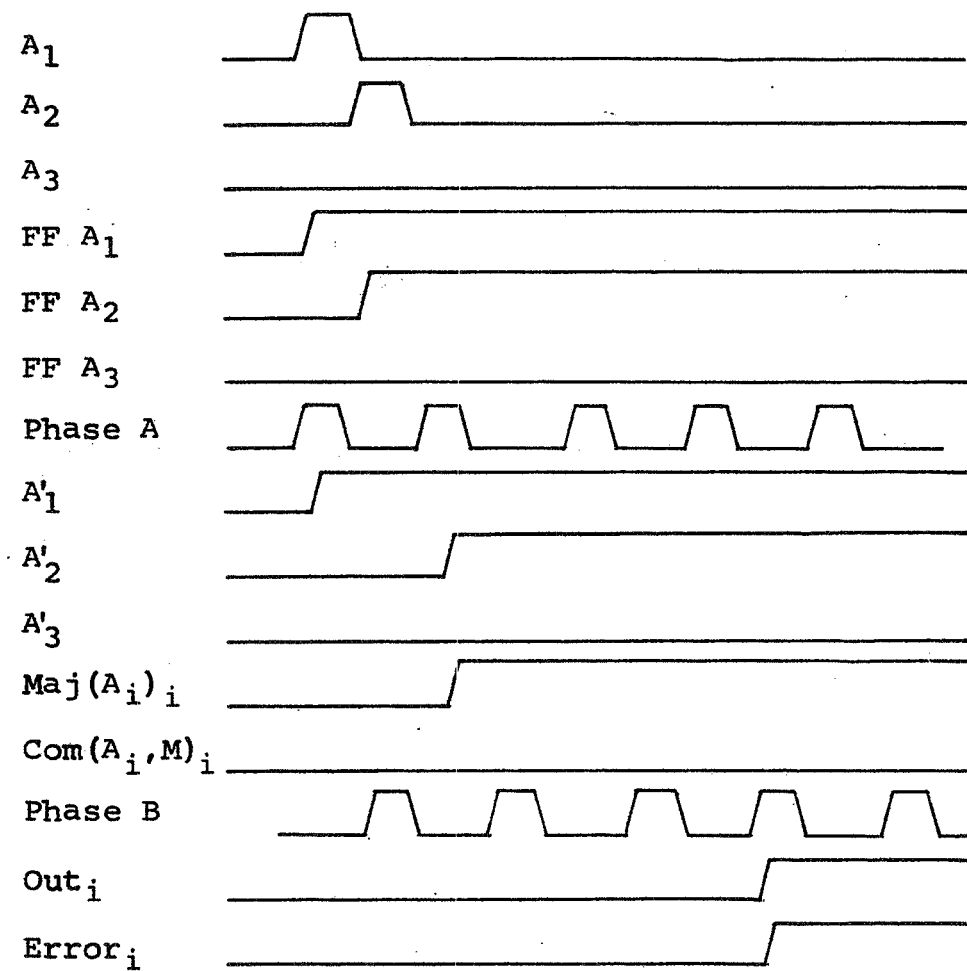 A1
A2
A3
FF A1
FF A2
FF A3
Phase A
A'1
A'2
A'3
Maj(Ai)i
Com(Ai,M)i
Phase B
Outi
Errori